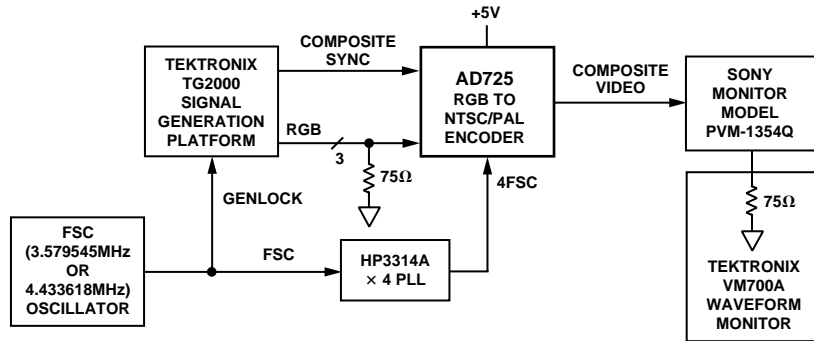 +5V
COMPOSITE
SYNC
TEKTRONIX
TG2000
SIGNAL
GENERATION
PLATFORM
AD725
RGB TO
NTSC/PAL
ENCODER
COMPOSITE
VIDEO
SONY
MONITOR
MODEL
PVM-1354Q
RGB
3
75Ω
4FSC
GENLOCK
75Ω
FSC
(3.579545MHz
OR
4.433618MHz)
OSCILLATOR
FSC
HP3314A
× 4 PLL
TEKTRONIX
VM700A
WAVEFORM
MONITOR